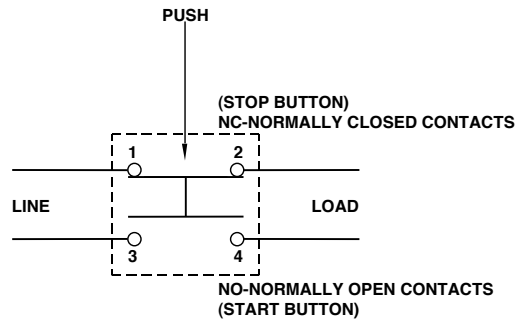 PUSH
(STOP BUTTON)
NC-NORMALLY CLOSED CONTACTS
1 2
LINE LOAD
3 4
NO-NORMALLY OPEN CONTACTS
(START BUTTON)